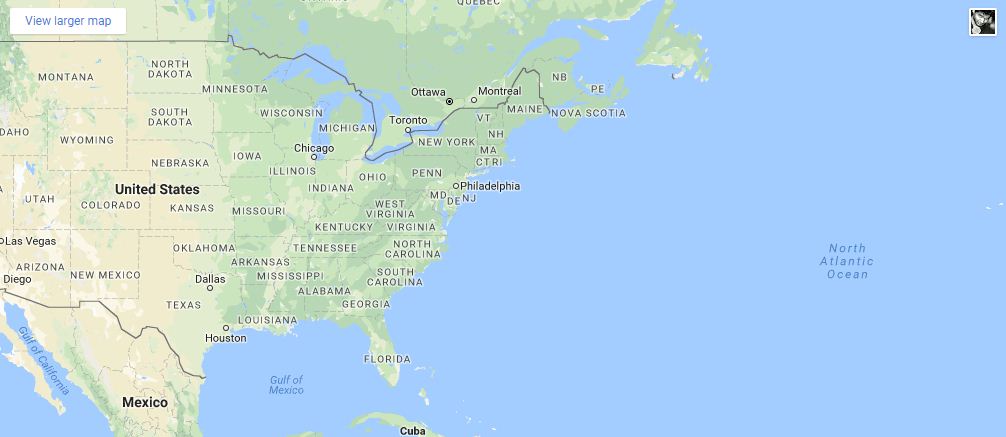 View larger map
QUEBEC
MONTANA
NORTH
DAKOTA
MINNESOTA
Ottawa
Montreal
NB
PE
MAINE
NOVA SCOTIA
SOUTH
DAKOTA
WISCONSIN
MICHIGAN
Toronto
VT
NH
DAHO
WYOMING
Chicago
NEW YORK
MA
CT RI
NEBRASKA
IOWA
ILLINOIS
INDIANA
OHIO
PENN
Philadelphia
United States
UTAH
COLORADO
KANSAS
MISSOURI
WEST
VIRGINIA
MD
DE
NJ
KENTUCKY
VIRGINIA
Las Vegas
OKLAHOMA
TENNESSEE
NORTH
CAROLINA
North
Atlantic
Ocean
ARIZONA
NEW MEXICO
ARKANSAS
MISSISSIPPI
SOUTH
CAROLINA
Diego
Dallas
ALABAMA
TEXAS
GEORGIA
LOUISIANA
Houston
Gulf of California
FLORIDA
Gulf of
Mexico
Mexico
Cuba